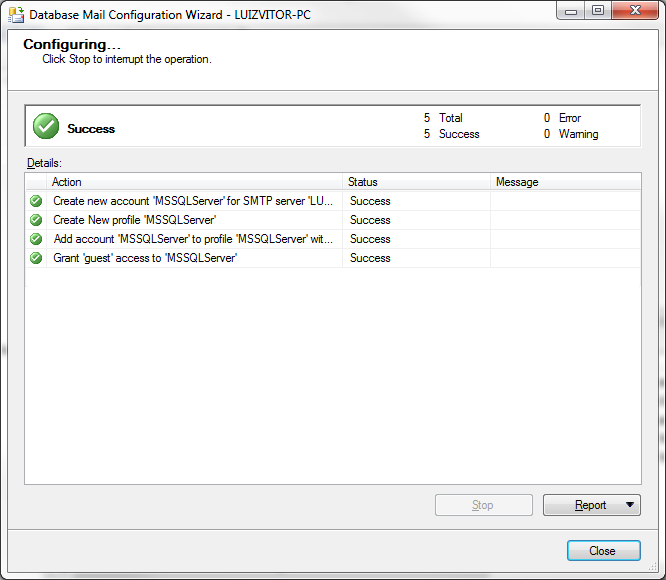 Database Mail Configuration Wizard - LUIZVITOR-PC
Configuring...
Click Stop to interrupt the operation.
Success
5 Total 0 Error
5 Success 0 Warning
Details:
Action Status Message
Create new account 'MSSQLServer' for SMTP server 'LU... Success
Create New profile 'MSSQLServer' Success
Add account 'MSSQLServer' to profile 'MSSQLServer' wit... Success
Grant 'guest' access to 'MSSQLServer' Success
Stop Report
Close